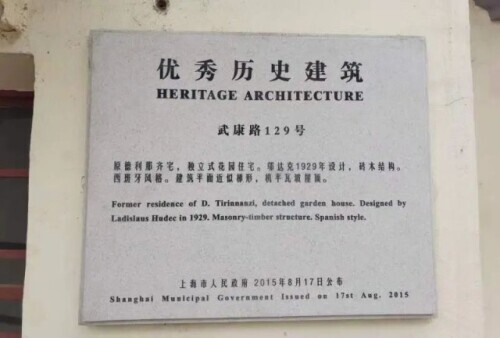 优秀历史建筑
HERITAGE ARCHITECTURE
武康路129号
原德利那齐宅，独立式花园住宅。邬达克1929年设计，砖木结构。
西班牙风格。建筑平面近似梯形，机平瓦坡屋顶。
Former residence of D. Tirinnanzi, detached garden house. Designed by
Ladislaus Hudec in 1929. Masonry-timber structure. Spanish style.
上海市人民政府 2015年8月17日公布
Shanghai Municipal Government Issued on 17st Aug. 2015